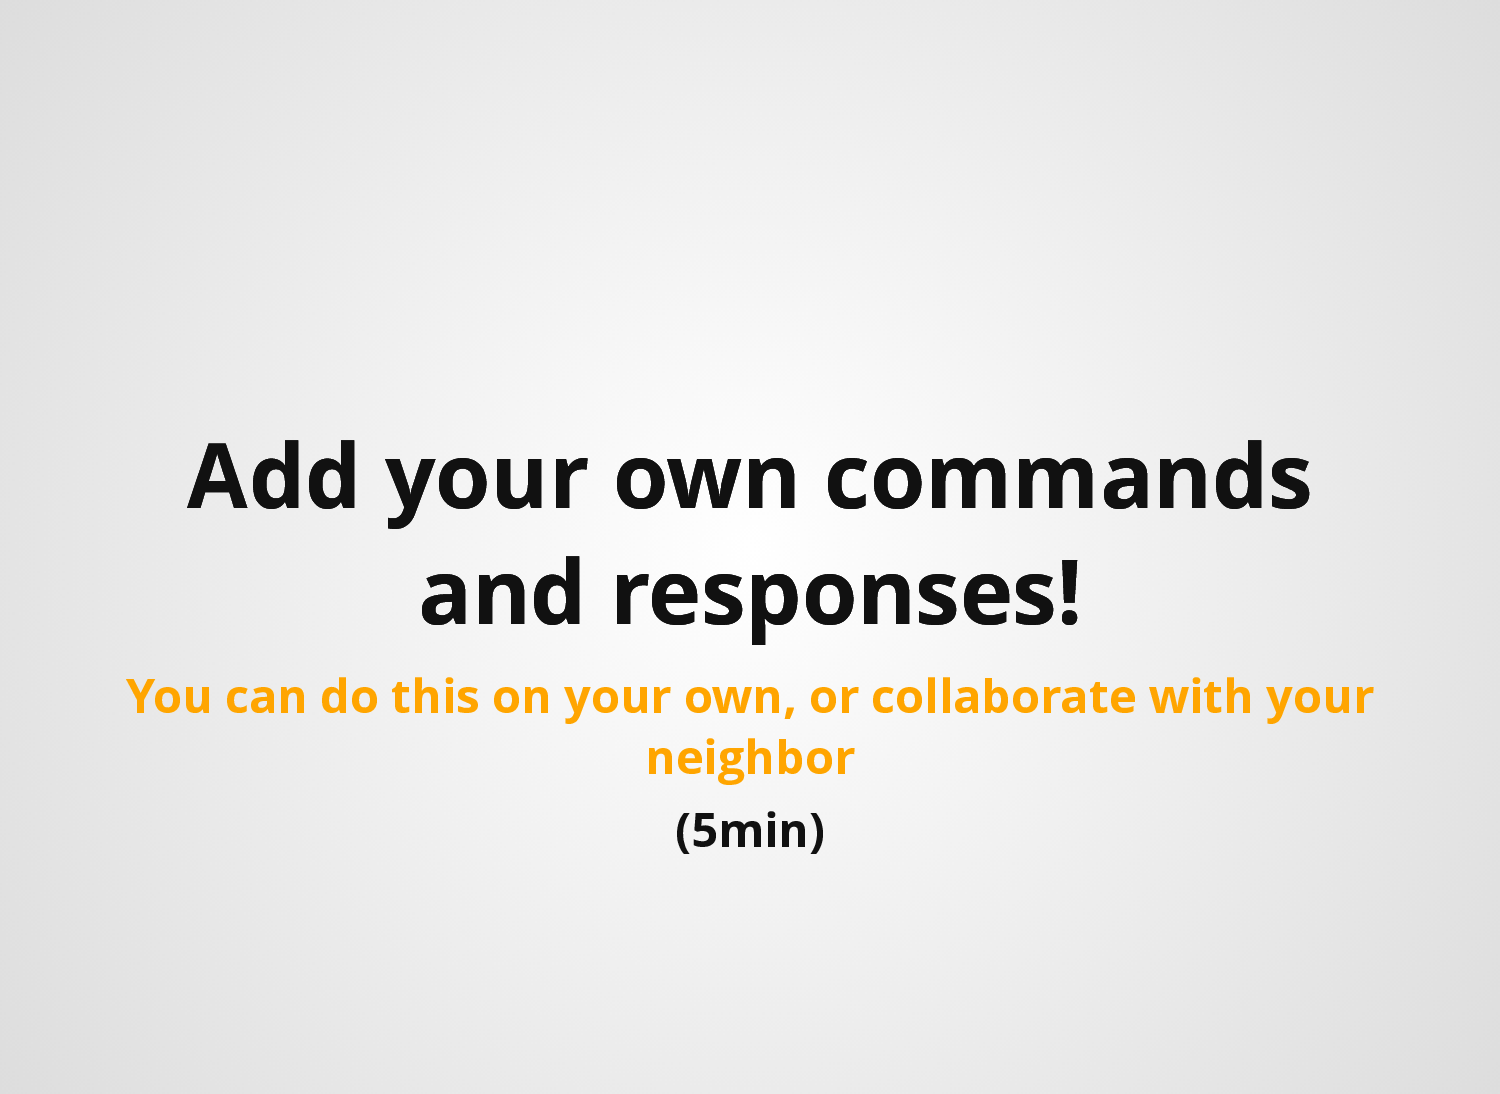 Add your own commands
and responses!
You can do this on your own, or collaborate with your
neighbor
(5min)